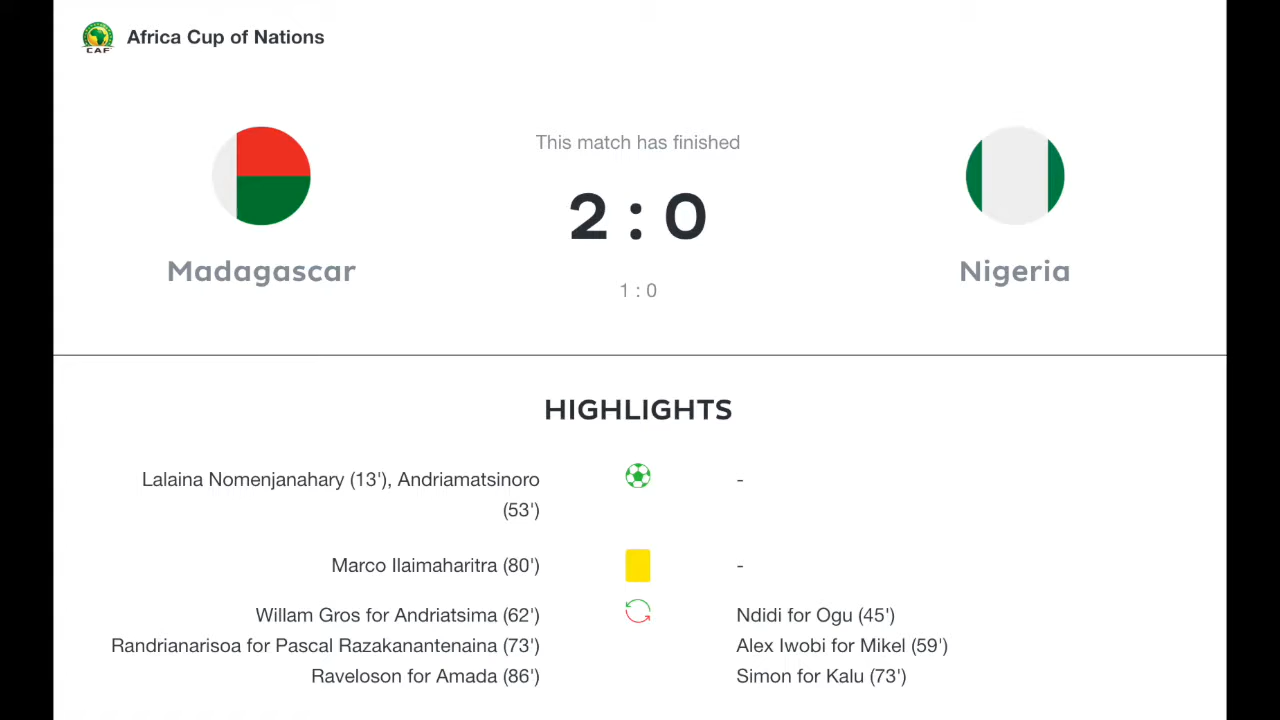 CAF
Africa Cup of Nations
This match has finished
2 : 0
1 : 0
Madagascar
Nigeria
HIGHLIGHTS
Lalaina Nomenjanahary (13'), Andriamatsinoro
(53')
-
Marco Ilaimaharitra (80')
-
Willam Gros for Andriatsima (62')
Ndidi for Ogu (45')
Randrianarisoa for Pascal Razakanantenaina (73')
Alex Iwobi for Mikel (59')
Raveloson for Amada (86')
Simon for Kalu (73')